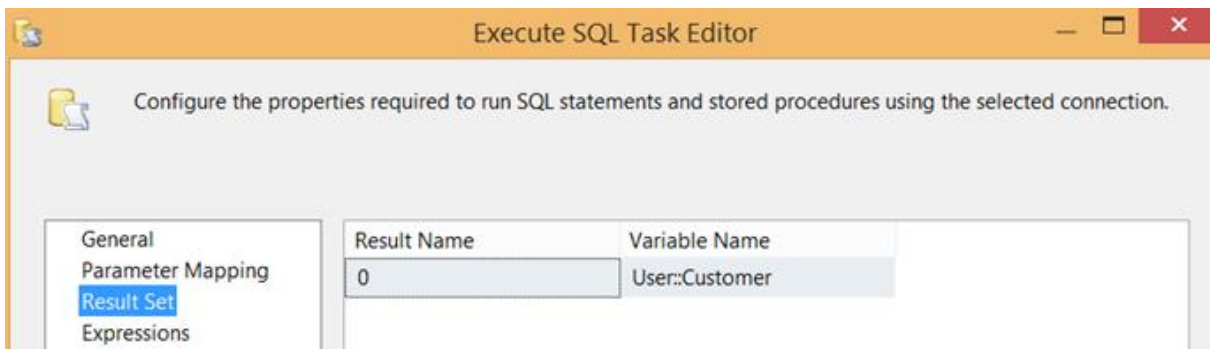 Execute SQL Task Editor
Configure the properties required to run SQL statements and stored procedures using the selected connection.
General
Parameter Mapping
Result Set
Expressions
Result Name Variable Name
0 User::Customer